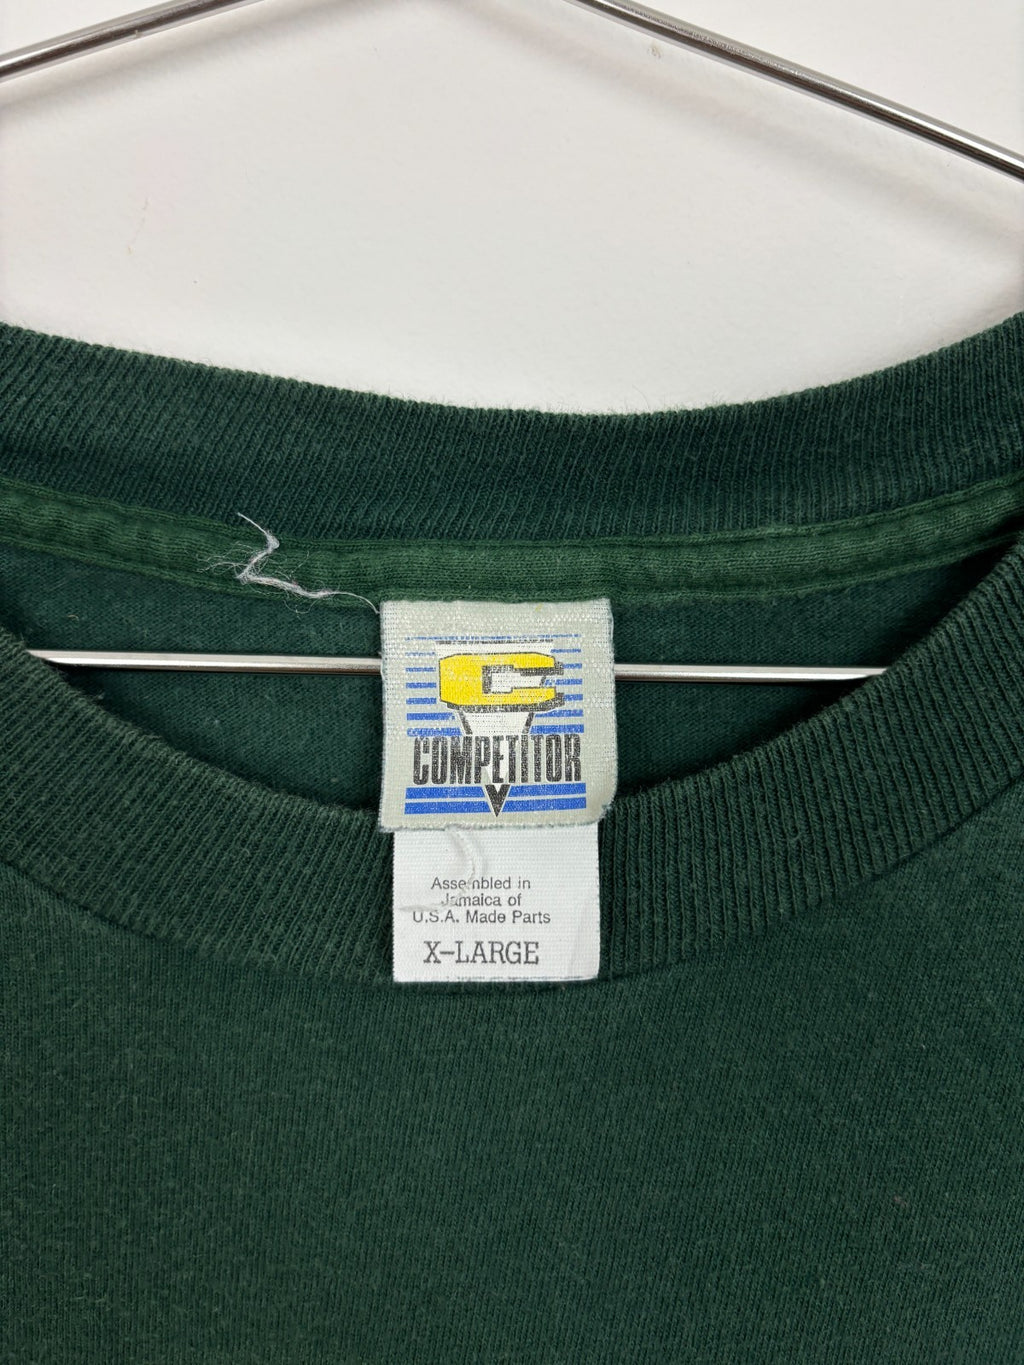 C
COMPETITOR
Assembled in
Jamaica of
U.S.A. Made Parts
X-LARGE